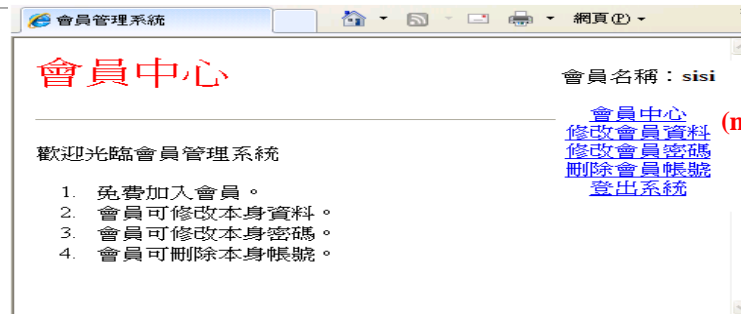 會員管理系統
網頁(P)
會員中心
會員名稱：sisi
會員中心
修改會員資料
修改會員密碼
刪除會員帳號
登出系統
(n
歡迎光臨會員管理系統
1. 免費加入會員。
2. 會員可修改本身資料。
3. 會員可修改本身密碼。
4. 會員可刪除本身帳號。